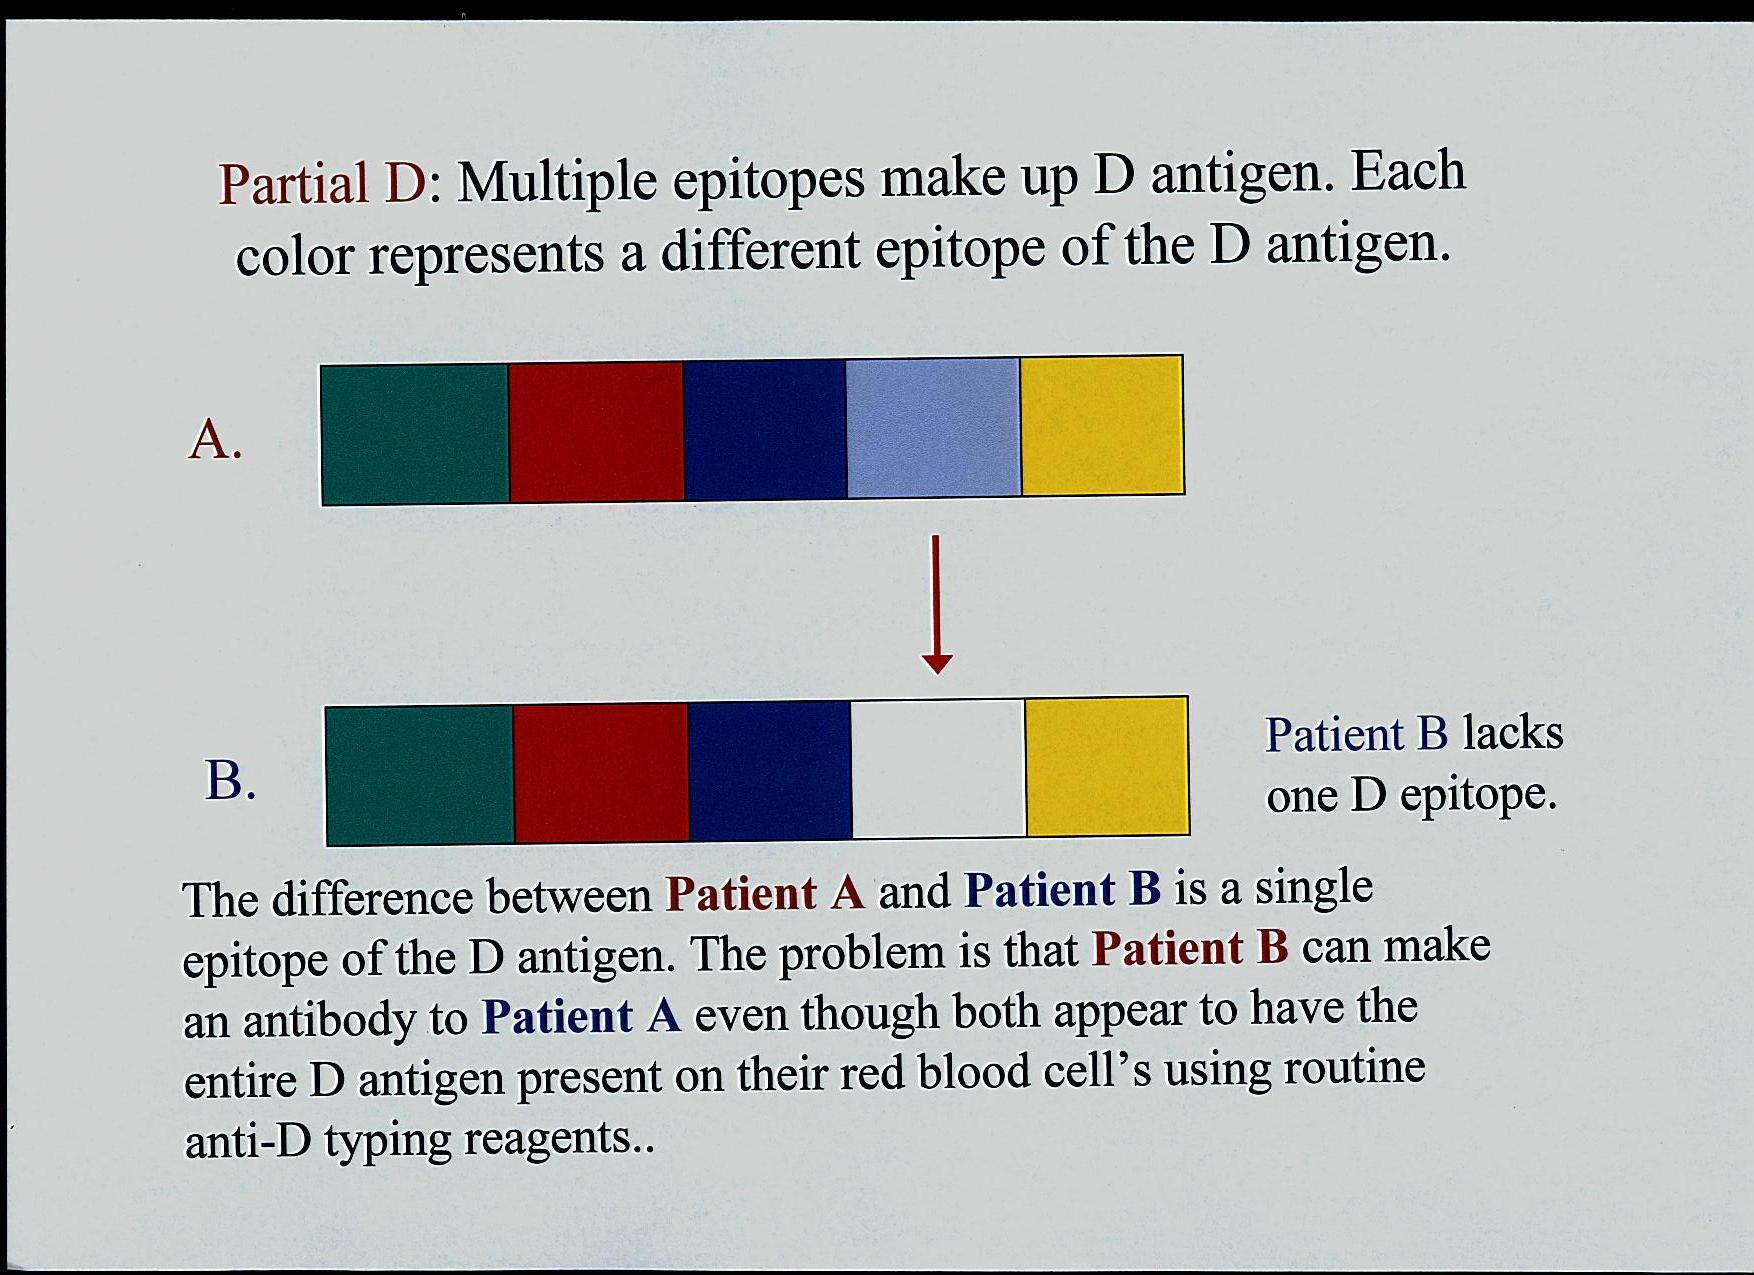 Partial D: Multiple epitopes make up D antigen. Each
color represents a different epitope of the D antigen.
A.
B.
Patient B lacks
one D epitope.
The difference between Patient A and Patient B is a single
epitope of the D antigen. The problem is that Patient B can make
an antibody to Patient A even though both appear to have the
entire D antigen present on their red blood cell’s using routine
anti-D typing reagents..